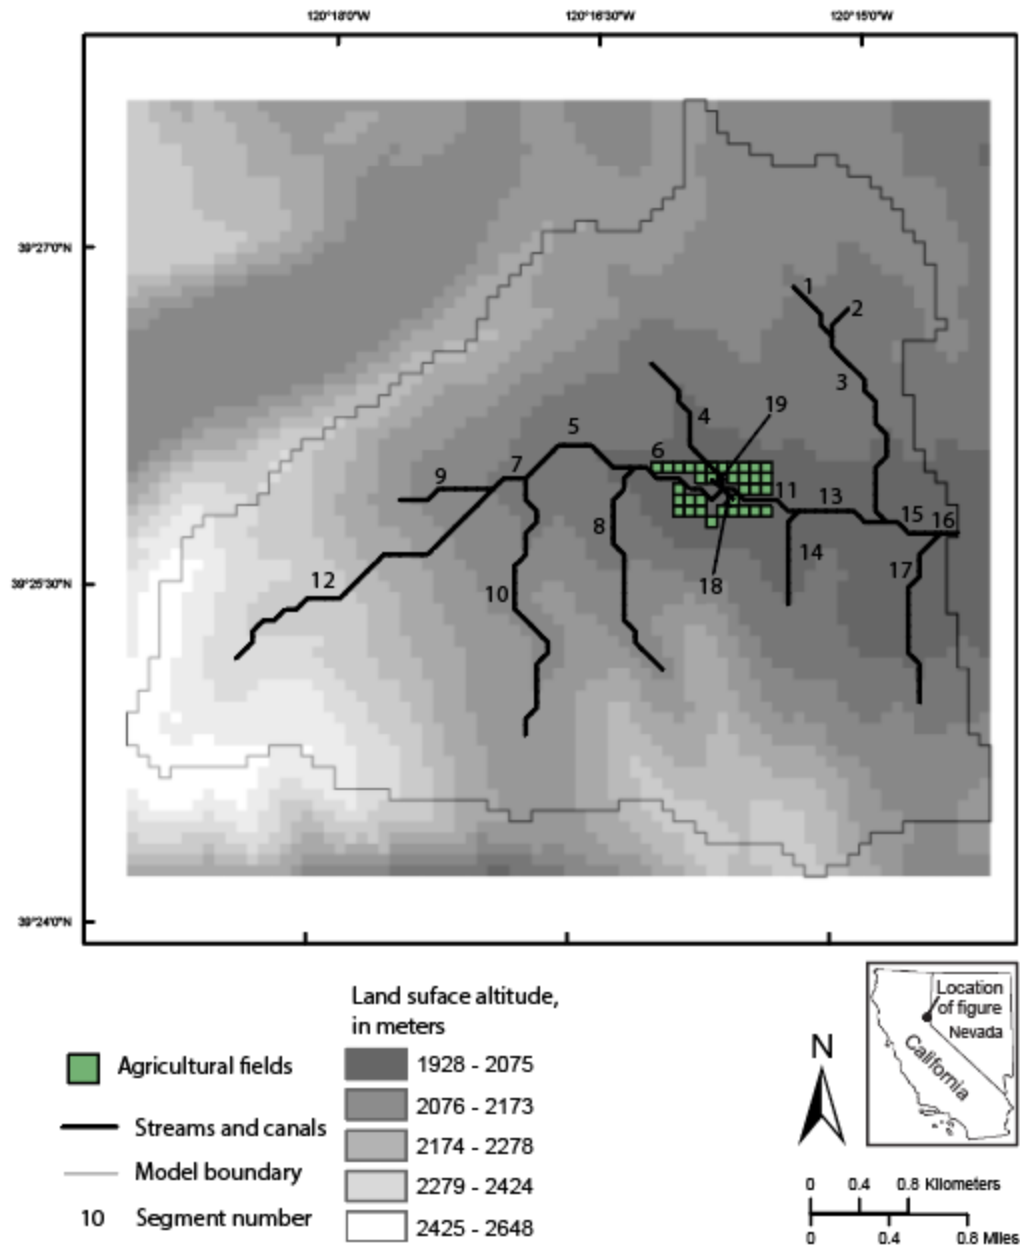 120°18'0"W 120°16'30"W 120°15'0"W
39°27'0"N
39°25'30"N
39°24'0"N
1
2
3
4
19
5
6
7
9
11
13
15
16
8
14
17
18
12
10
Land suface altitude,
in meters
Agricultural fields
Streams and canals
Model boundary
10 Segment number
1928 - 2075
2076 - 2173
2174 - 2278
2279 - 2424
2425 - 2648
N
Location
of figure
Nevada
California
0 0.4 0.8 Kilometers
0 0.4 0.8 Miles